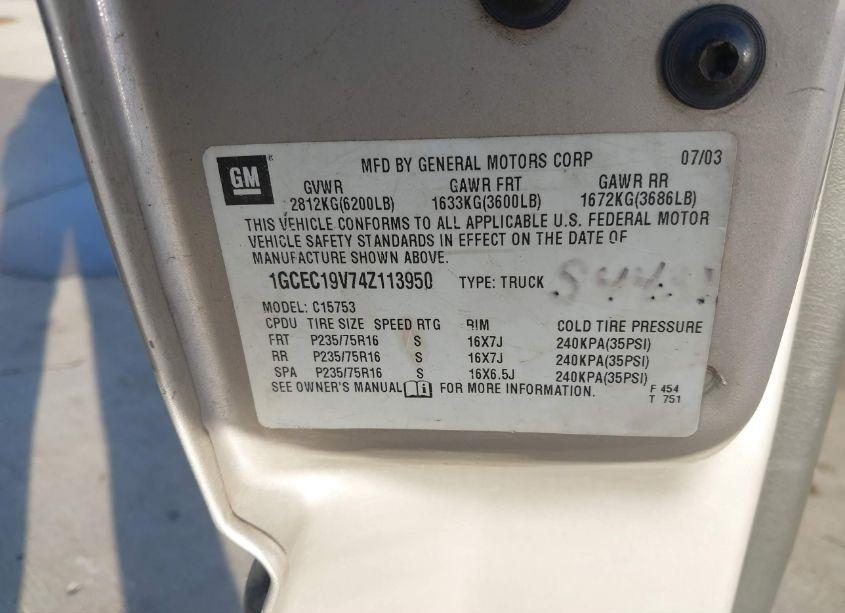 GM
MFD BY GENERAL MOTORS CORP 07/03
GVWR GAWR FRT GAWR RR
2812KG(6200LB) 1633KG(3600LB) 1672KG(3686LB)
THIS VEHICLE CONFORMS TO ALL APPLICABLE U.S. FEDERAL MOTOR
VEHICLE SAFETY STANDARDS IN EFFECT ON THE DATE OF
MANUFACTURE SHOWN ABOVE.
1GCEC19V74Z113950 TYPE: TRUCK
MODEL: C15753
CPDU TIRE SIZE SPEED RTG RIM COLD TIRE PRESSURE
FRT P235/75R16 S 16X7J 240KPA(35PSI)
RR P235/75R16 S 16X7J 240KPA(35PSI)
SPA P235/75R16 S 16X6.5J 240KPA(35PSI)
SEE OWNER'S MANUAL FOR MORE INFORMATION.
F 454
T 751